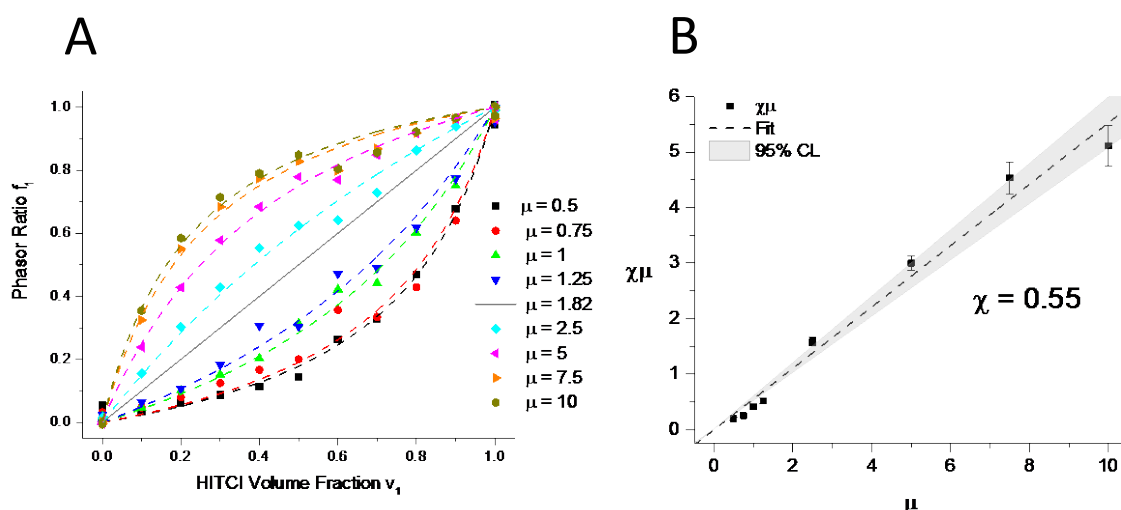 A
Phasor Ratio f1
1.0
0.8
0.6
0.4
0.2
0.0
0.0 0.2 0.4 0.6 0.8 1.0
HITCI Volume Fraction v1
μ = 0.5
μ = 0.75
μ = 1
μ = 1.25
μ = 1.82
μ = 2.5
μ = 5
μ = 7.5
μ = 10
B
χμ
6
5
4
3
2
1
0
χμ
Fit
95% CL
χ = 0.55
0 2 4 6 8 10
μ